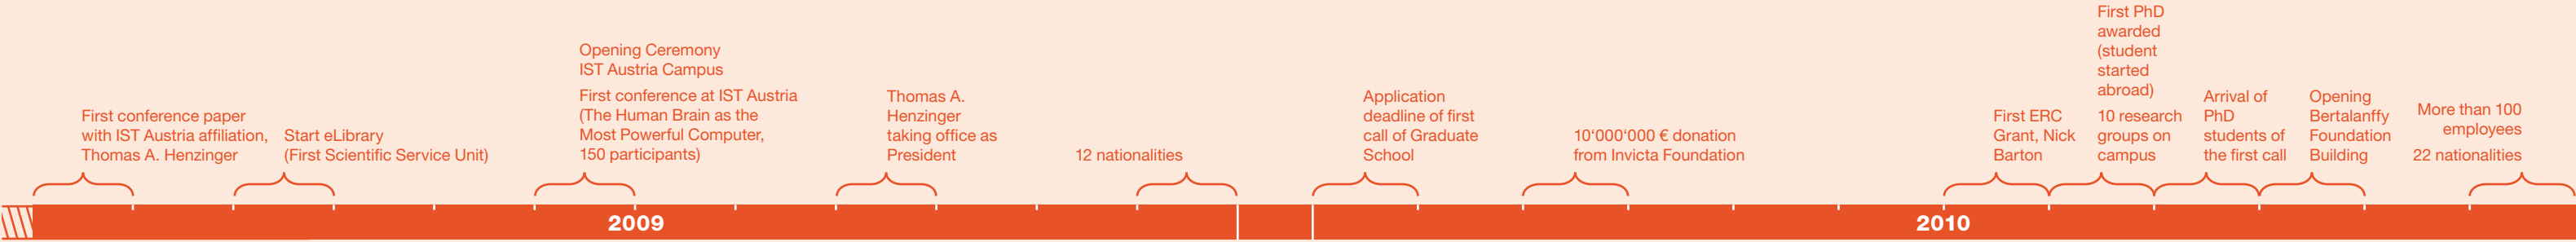 First conference paper
with IST Austria affiliation,
Thomas A. Henzinger
Start eLibrary
(First Scientific Service Unit)
Opening Ceremony
IST Austria Campus
First conference at IST Austria
(The Human Brain as the
Most Powerful Computer,
150 participants)
Thomas A.
Henzinger
taking office as
President
12 nationalities
Application
deadline of first
call of Graduate
School
10‘000‘000 € donation
from Invicta Foundation
First ERC
Grant, Nick
Barton
First PhD
awarded
(student
started
abroad)
10 research
groups on
campus
Arrival of
PhD
students of
the first call
Opening
Bertalanffy
Foundation
Building
More than 100
employees
22 nationalities
2009
2010